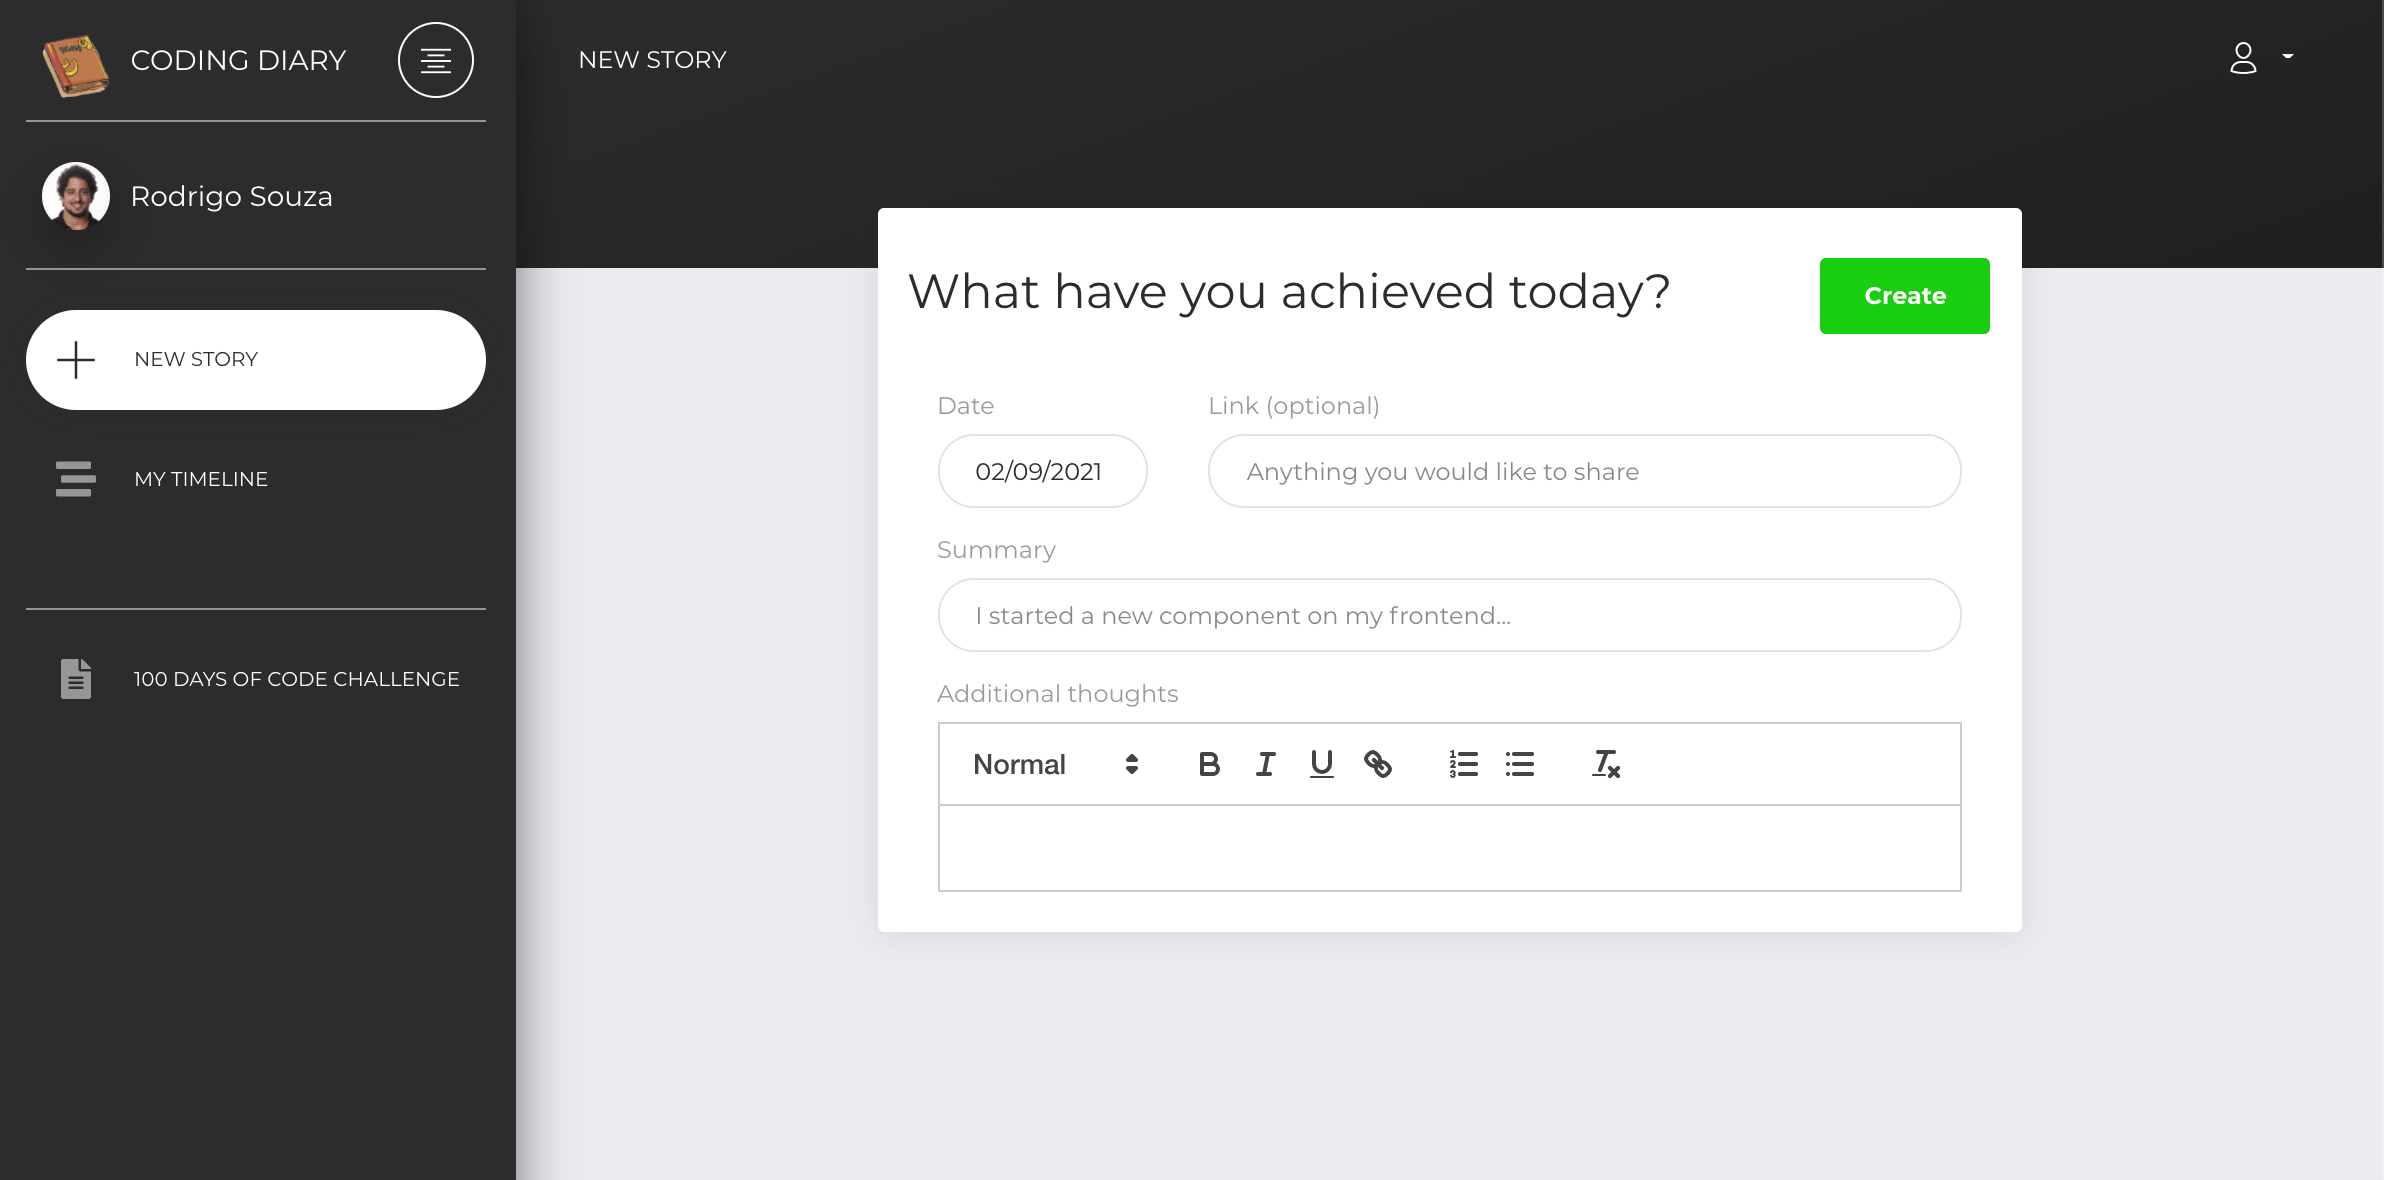 CODING DIARY
NEW STORY
Rodrigo Souza
NEW STORY
MY TIMELINE
100 DAYS OF CODE CHALLENGE
What have you achieved today?
Create
Date
Link (optional)
02/09/2021
Anything you would like to share
Summary
I started a new component on my frontend...
Additional thoughts
Normal